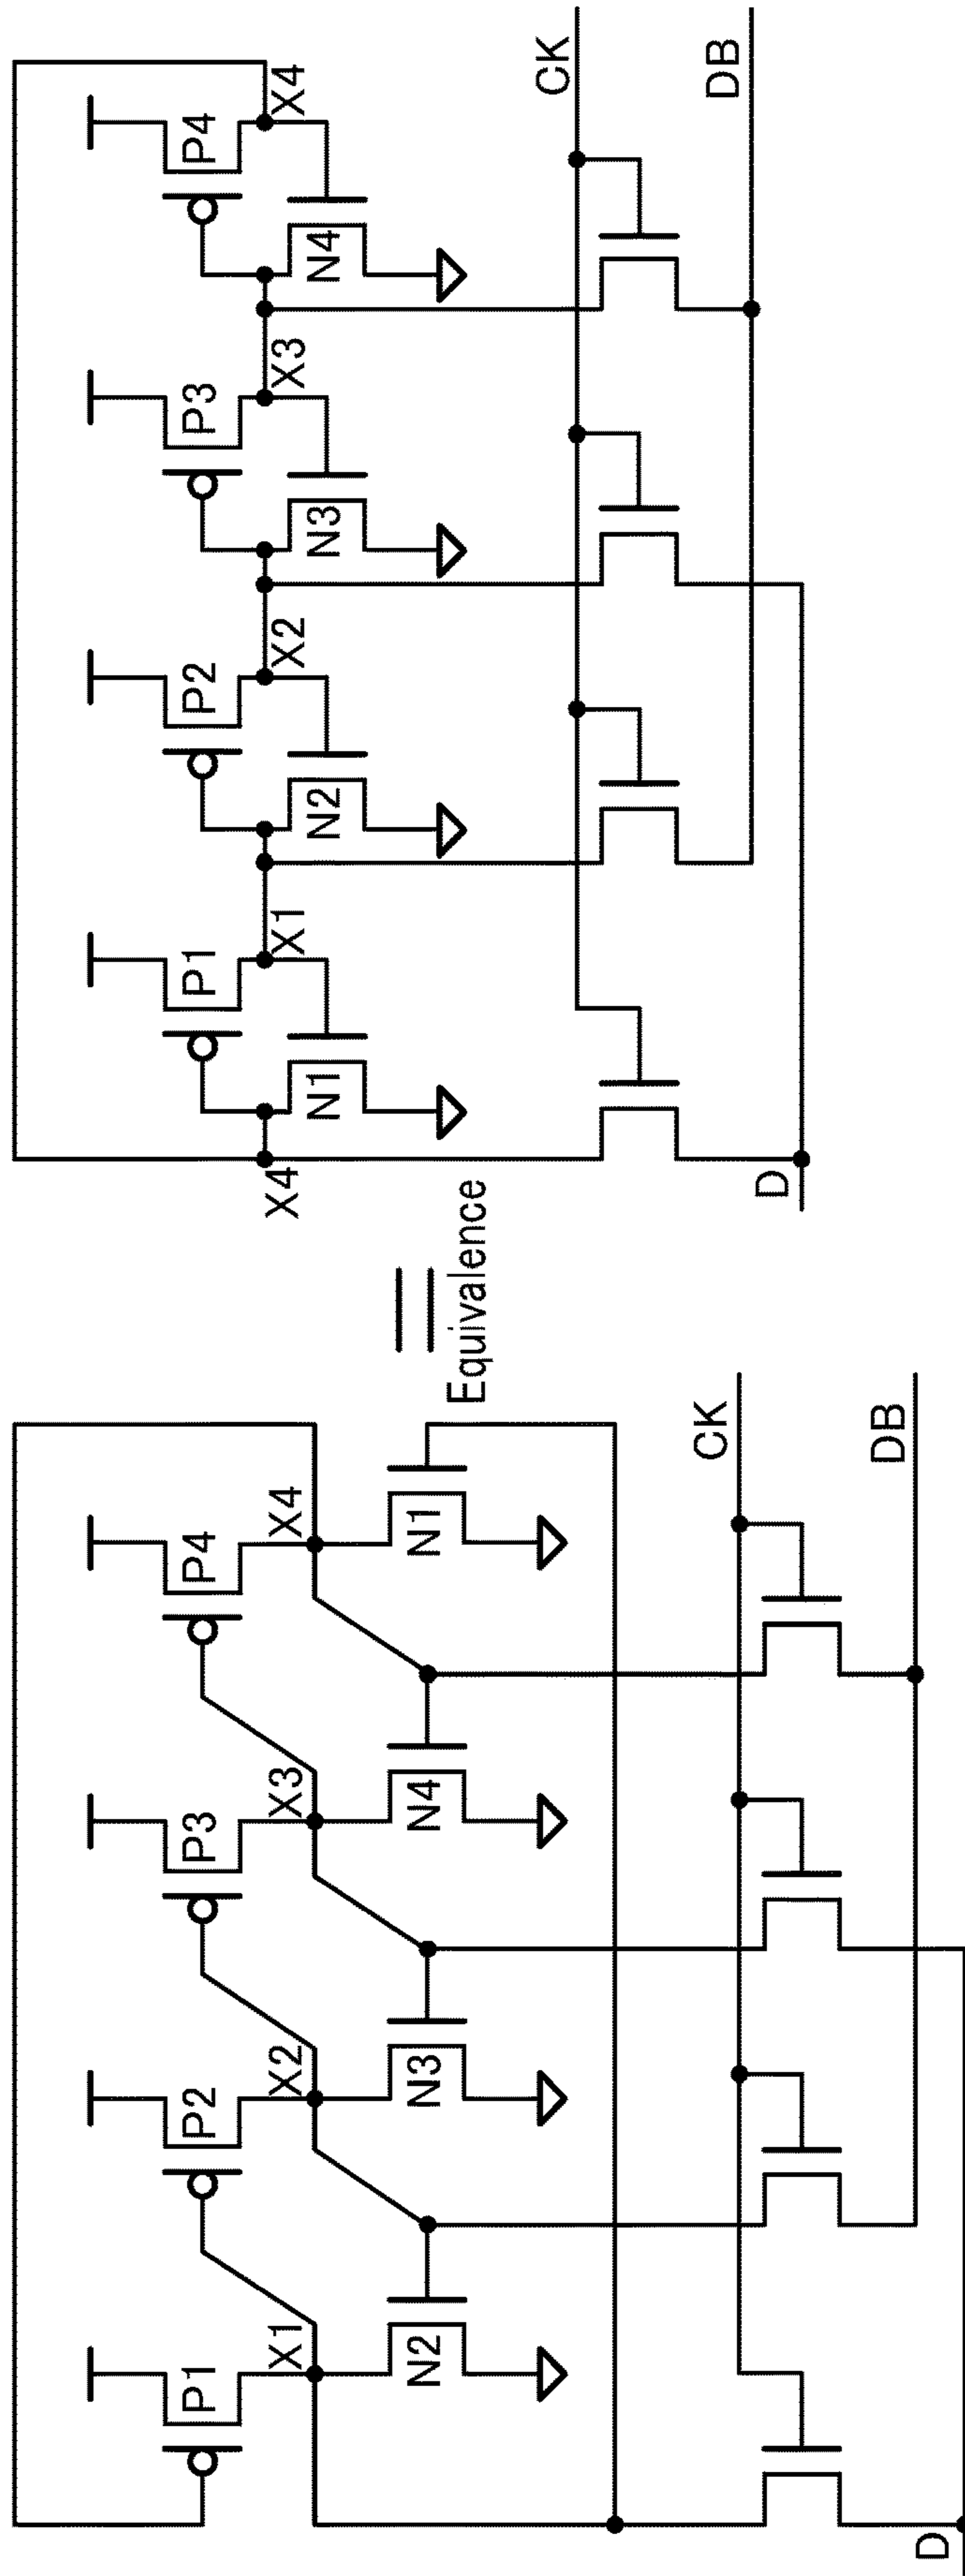 P1
P2
P3
P4
X1
X2
X3
X4
N2
N3
N4
N1
CK
DB
D
Equivalence
P1
P2
P3
P4
X4
X1
X2
X3
X4
N1
N2
N3
N4
CK
DB
D